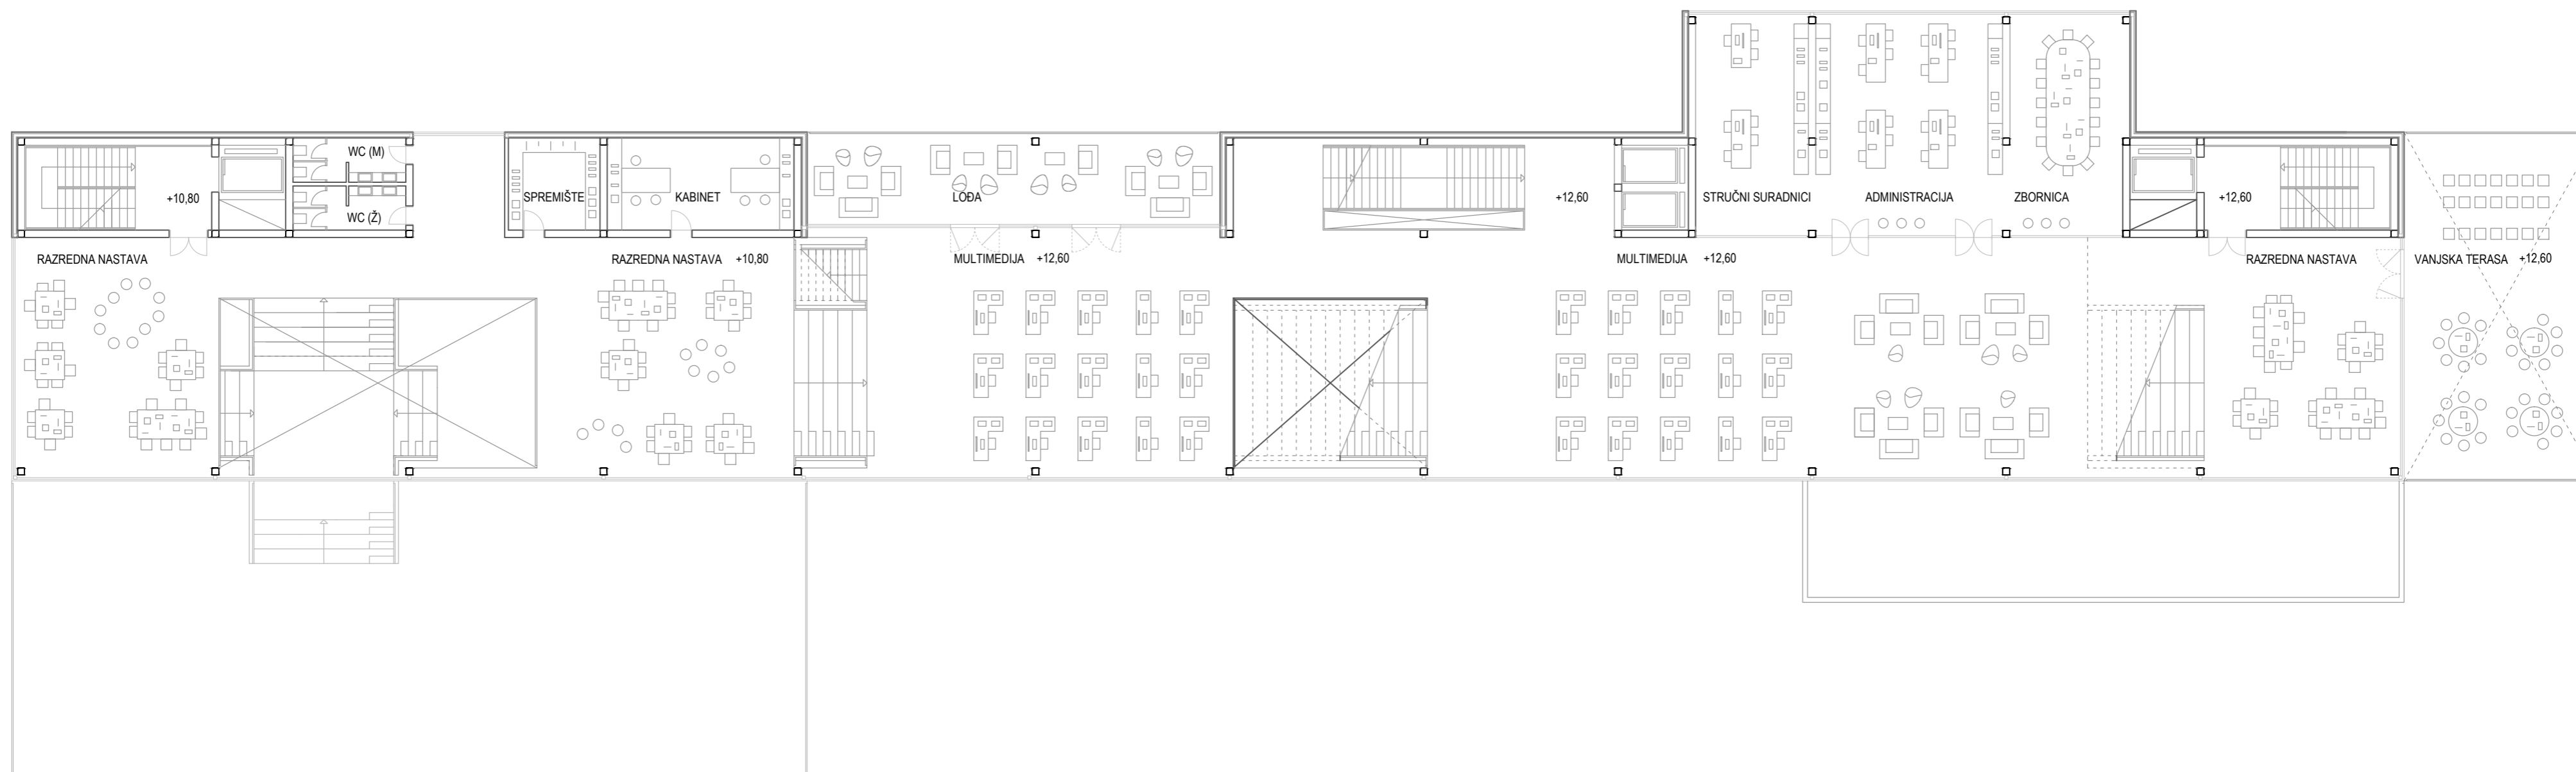 WC (M)
+10,80
WC (Ž)
SPREMIŠTE
KABINET
LOĐA
+12,60
STRUČNI SURADNICI
ADMINISTRACIJA
ZBORNICA
+12,60
RAZREDNA NASTAVA
RAZREDNA NASTAVA +10,80
MULTIMEDIJA +12,60
MULTIMEDIJA +12,60
RAZREDNA NASTAVA
VANJSKA TERASA +12,60